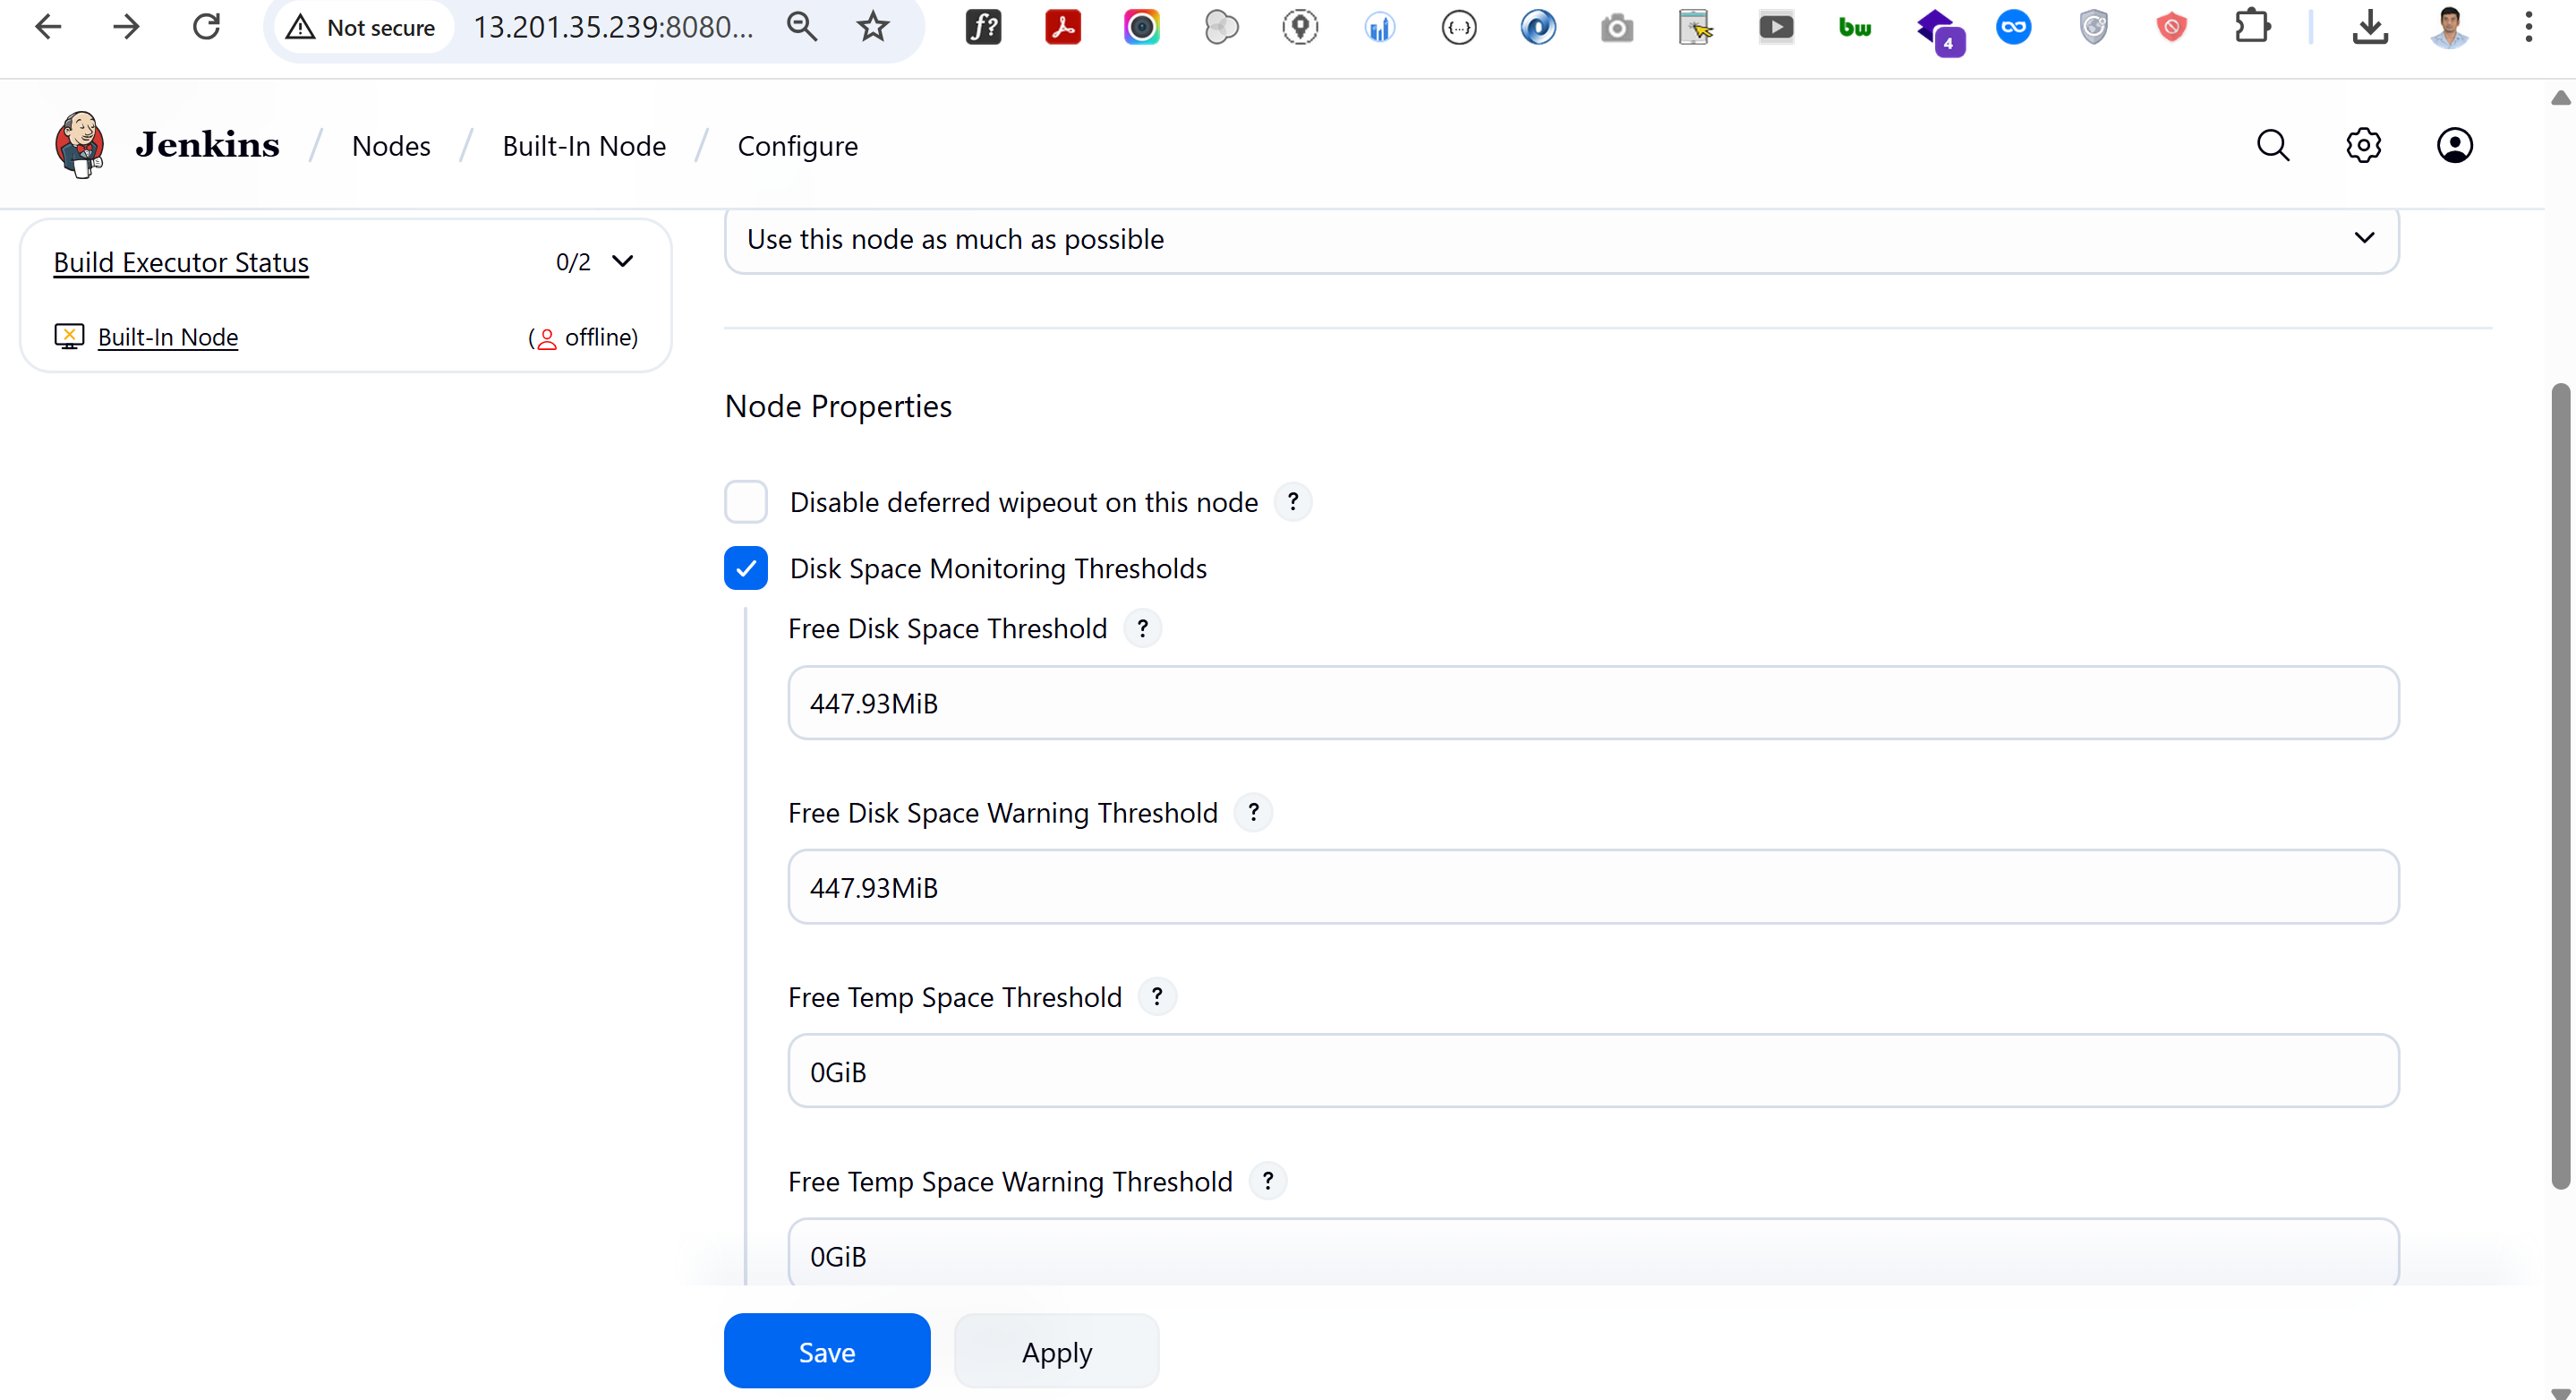 Not secure
13.201.35.239:8080...
f?
{...}
bw
4
Jenkins / Nodes / Built-In Node / Configure
Build Executor Status 0/2
Built-In Node (offline)
Use this node as much as possible
Node Properties
Disable deferred wipeout on this node ?
Disk Space Monitoring Thresholds
Free Disk Space Threshold ?
447.93MiB
Free Disk Space Warning Threshold ?
447.93MiB
Free Temp Space Threshold ?
0GiB
Free Temp Space Warning Threshold ?
0GiB
Save
Apply